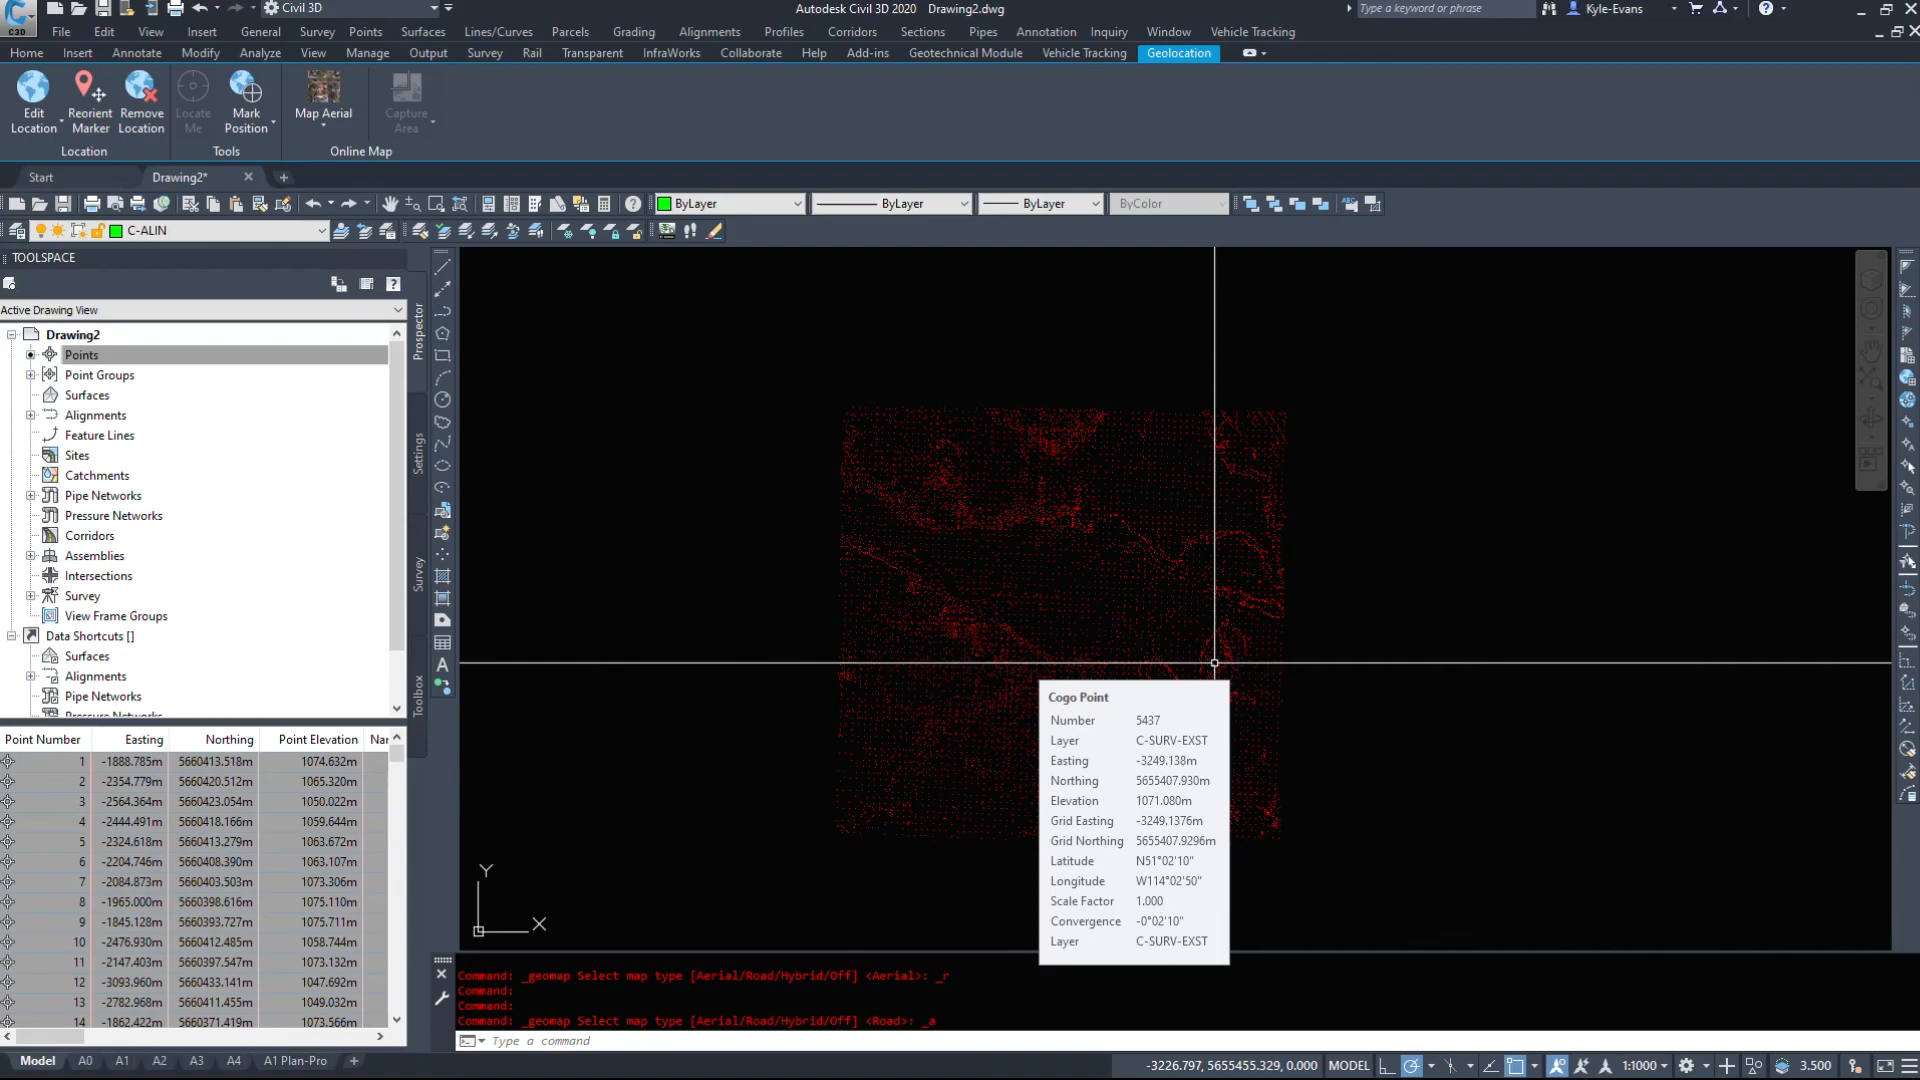 C3D
Civil 3D
Autodesk Civil 3D 2020 Drawing2.dwg
Type a keyword or phrase
Kyle-Evans
File Edit View Insert General Survey Points Surfaces Lines/Curves Parcels Grading Alignments Profiles Corridors Sections Pipes Annotation Inquiry Window Vehicle Tracking
Home Insert Annotate Modify Analyze View Manage Output Survey Rail Transparent InfraWorks Collaborate Help Add-ins Geotechnical Module Vehicle Tracking Geolocation
Edit Location
Reorient Marker
Remove Location
Locate Me
Mark Position
Map Aerial
Capture Area
Location
Tools
Online Map
Start
Drawing2*
ByLayer
ByLayer
ByLayer
ByColor
C-ALIN
TOOLSPACE
Active Drawing View
Drawing2
Points
Point Groups
Surfaces
Alignments
Feature Lines
Sites
Catchments
Pipe Networks
Pressure Networks
Corridors
Assemblies
Intersections
Survey
View Frame Groups
Data Shortcuts []
Surfaces
Alignments
Pipe Networks
Pressure Networks
Prospector
Settings
Survey
Toolbox
Point Number Easting Northing Point Elevation Nar
1 -1888.785m 5660413.518m 1074.632m
2 -2354.779m 5660420.512m 1065.320m
3 -2564.364m 5660423.054m 1050.022m
4 -2444.491m 5660418.166m 1059.644m
5 -2324.618m 5660413.279m 1063.672m
6 -2204.746m 5660408.390m 1063.107m
7 -2084.873m 5660403.503m 1073.306m
8 -1965.000m 5660398.616m 1075.110m
9 -1845.128m 5660393.727m 1075.711m
10 -2476.930m 5660412.485m 1058.744m
11 -2147.403m 5660397.547m 1073.132m
12 -3093.960m 5660433.141m 1047.692m
13 -2782.968m 5660411.455m 1049.032m
14 -1862.422m 5660371.419m 1073.566m
Y
X
Cogo Point
Number 5437
Layer C-SURV-EXST
Easting -3249.138m
Northing 5655407.930m
Elevation 1071.080m
Grid Easting -3249.1376m
Grid Northing 5655407.9296m
Latitude N51°02'10"
Longitude W114°02'50"
Scale Factor 1.000
Convergence -0°02'10"
Layer C-SURV-EXST
Command: _geomap Select map type [Aerial/Road/Hybrid/Off] <Aerial>: _r
Command:
Command:
Command: _geomap Select map type [Aerial/Road/Hybrid/Off] <Road>: _a
Type a command
Model A0 A1 A2 A3 A4 A1 Plan-Pro
-3226.797, 5655455.329, 0.000 MODEL
1:1000
3.500